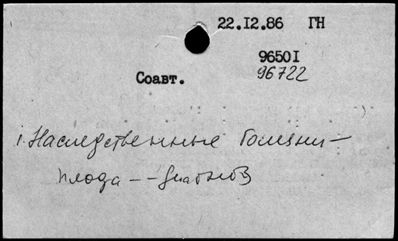 22.12.86 ГН
96501
96722
Соавт.
1. Наследственные болезни —
плода -- диагноз